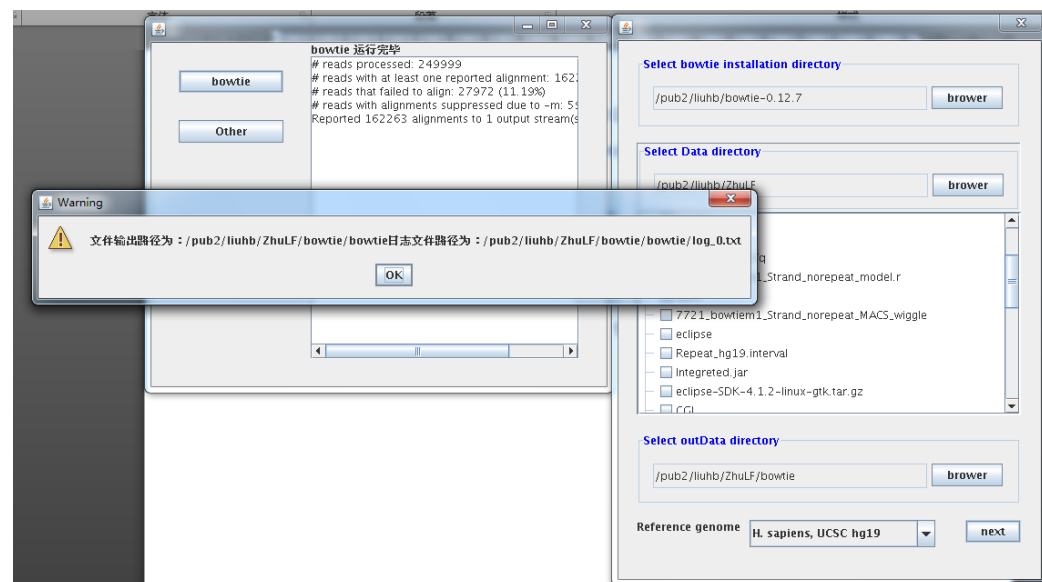 bowtie
Other
bowtie 运行完毕
# reads processed: 249999
# reads with at least one reported alignment: 162
# reads that failed to align: 27972 (11.19%)
# reads with alignments suppressed due to -m: 5
Reported 162263 alignments to 1 output stream(s
Warning
文件输出路径为：/pub2/liuhb/ZhuLF/bowtie/bowtie日志文件路径为：/pub2/liuhb/ZhuLF/bowtie/bowtie/log_0.txt
OK
Select bowtie installation directory
/pub2/liuhb/bowtie-0.12.7
brower
Select Data directory
/pub2/liuhb/ZhuLF
brower
q
1_Strand_norepeat_model.r
7721_bowtiem1_Strand_norepeat_MACS_wiggle
eclipse
Repeat_hg19.interval
Integreted.jar
eclipse-SDK-4.1.2-linux-gtk.tar.gz
CGI
Select outData directory
/pub2/liuhb/ZhuLF/bowtie
brower
Reference genome
H. sapiens, UCSC hg19
next